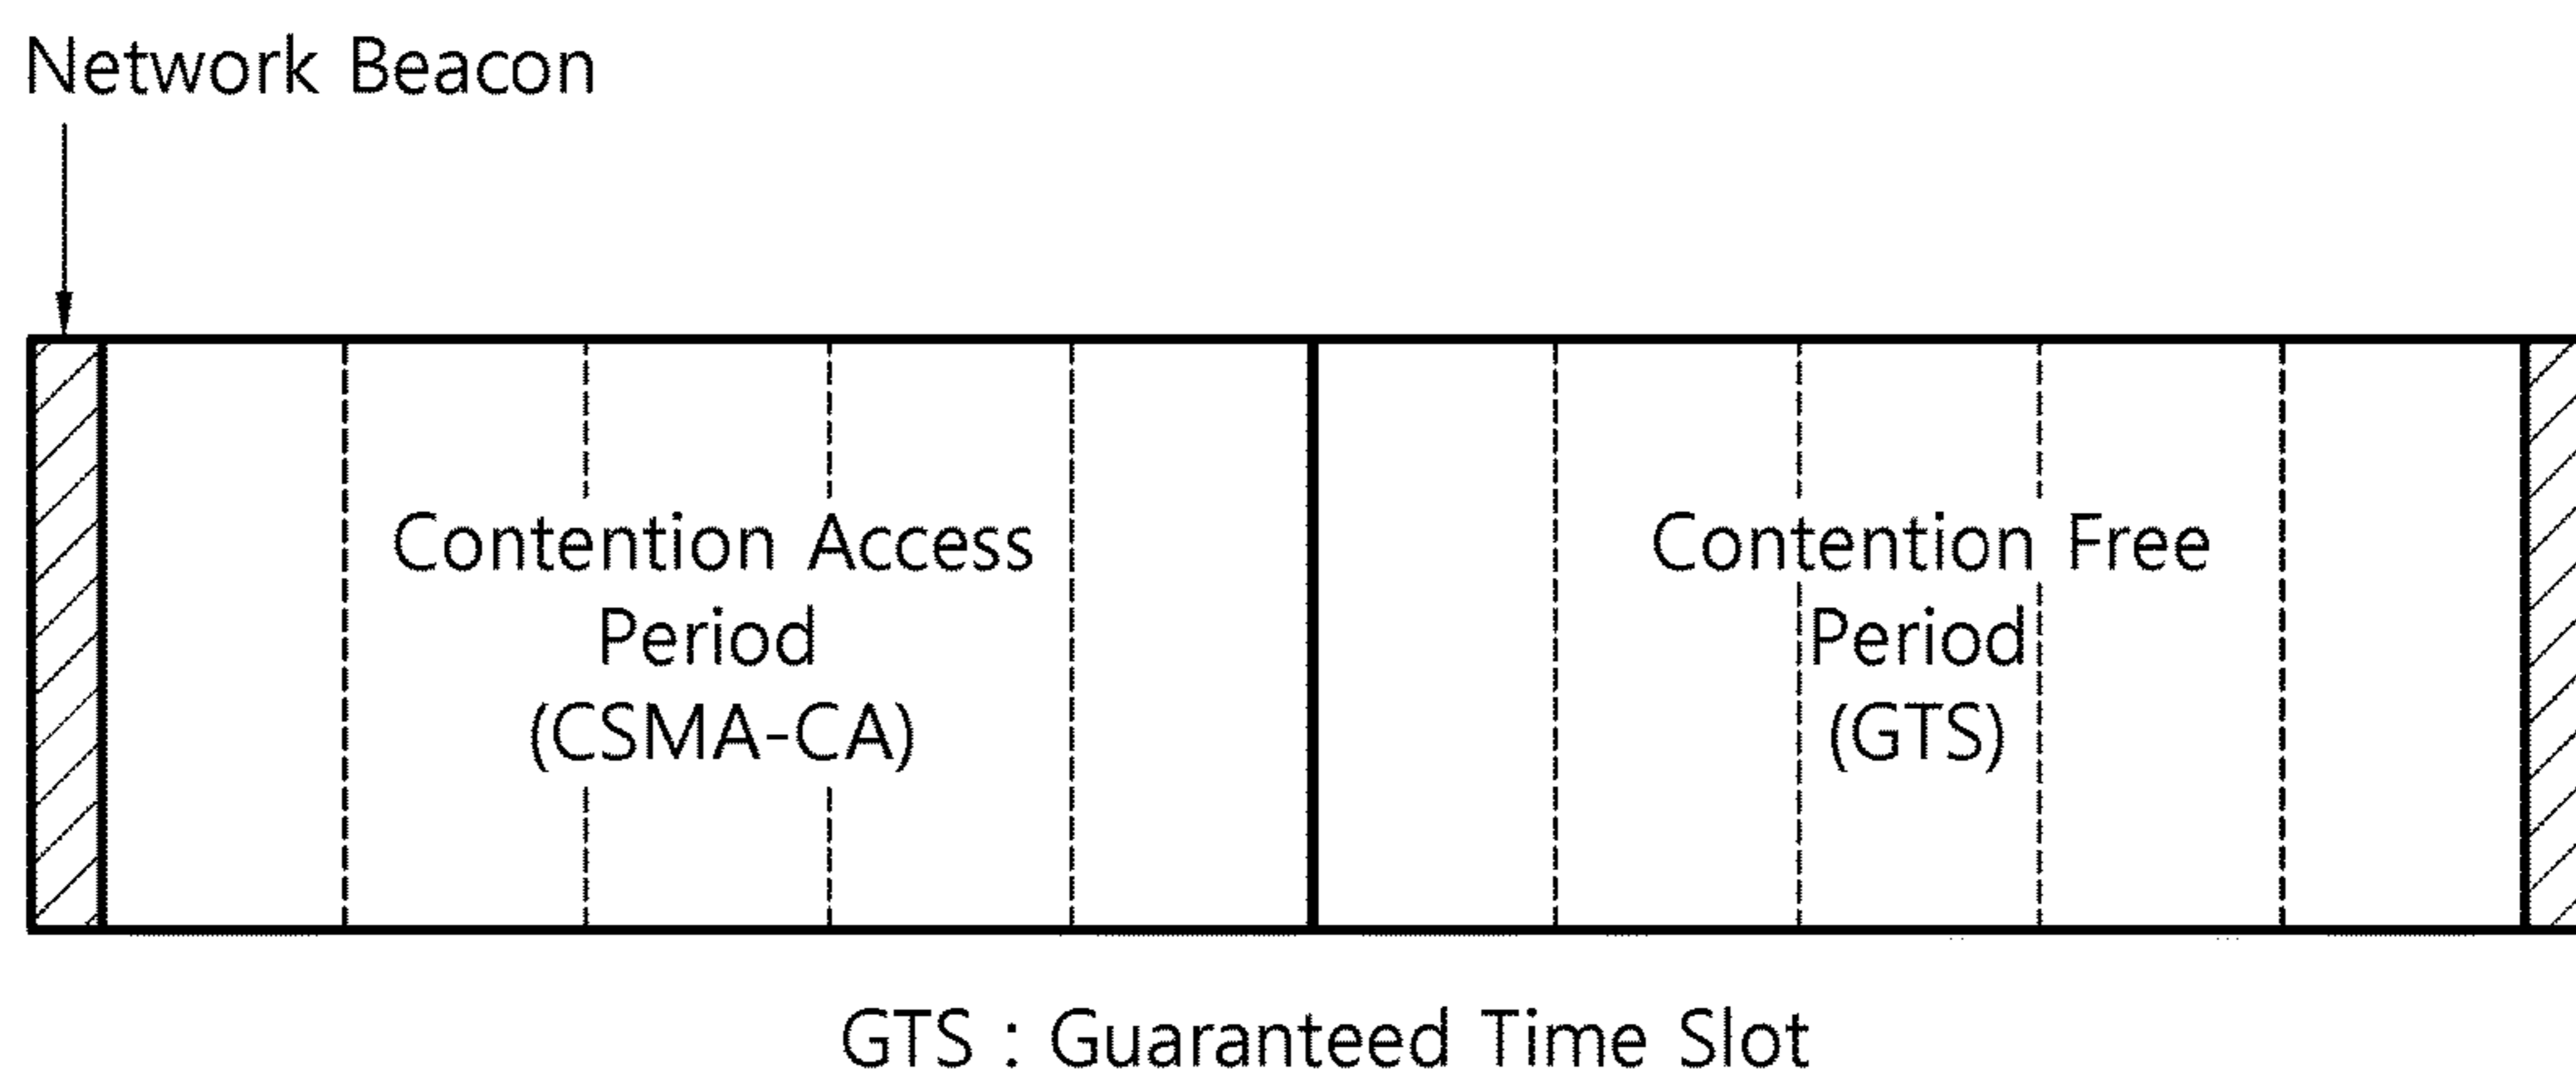 Network Beacon
Contention Access
Period
(CSMA-CA)
Contention Free
Period
(GTS)
GTS : Guaranteed Time Slot